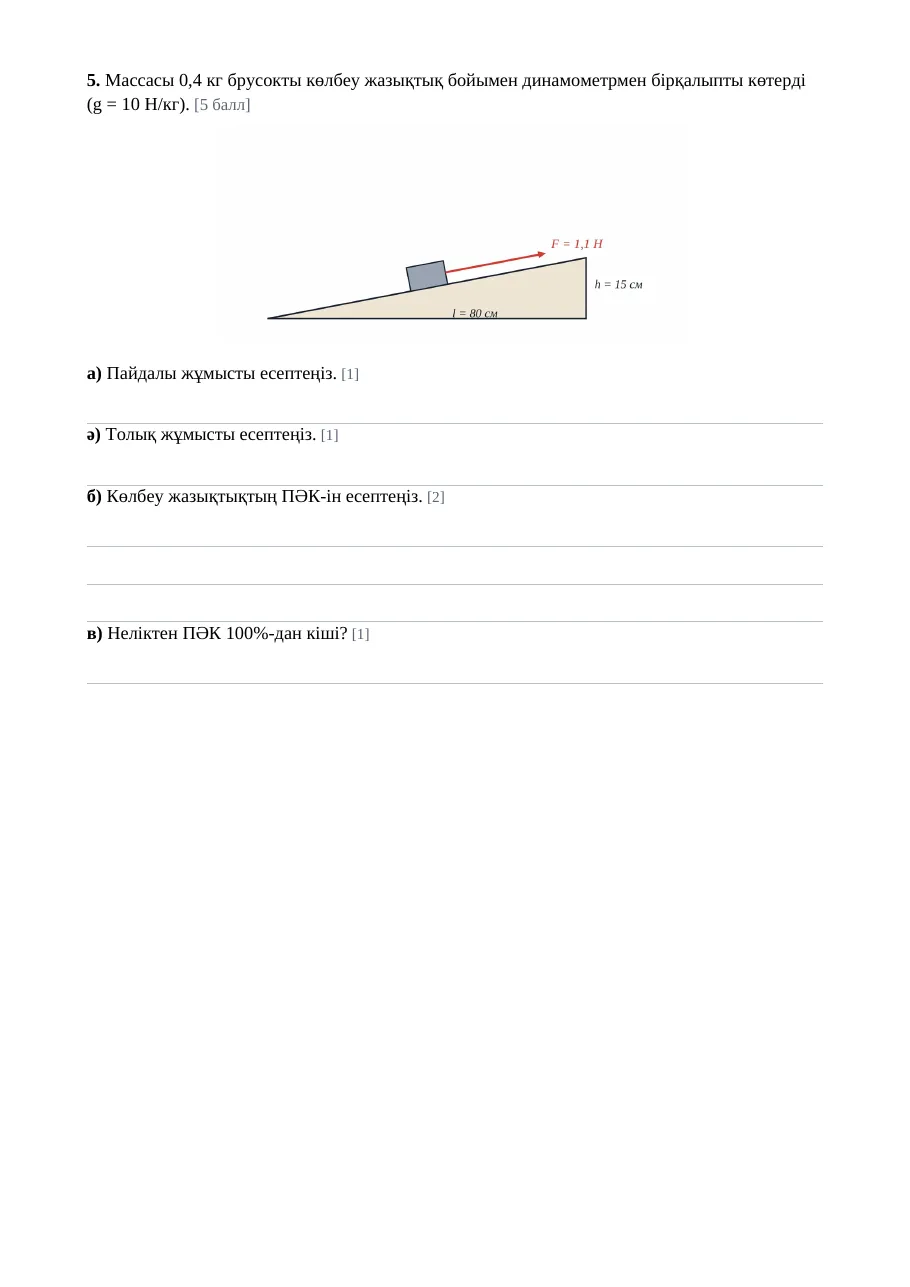 5. Массасы 0,4 кг брусокты көлбеу жазықтық бойымен динамометрмен бірқалыпты көтерді
(g = 10 Н/кг). [5 балл]
F = 1,1 Н
h = 15 см
l = 80 см
а) Пайдалы жұмысты есептеңіз. [1]
ә) Толық жұмысты есептеңіз. [1]
б) Көлбеу жазықтықтың ПӘК-ін есептеңіз. [2]
в) Неліктен ПӘК 100%-дан кіші? [1]